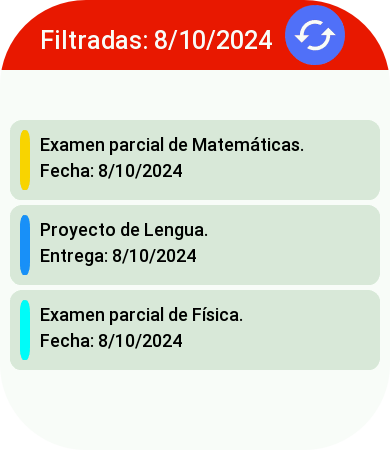 Filtradas: 8/10/2024
Examen parcial de Matemáticas.
Fecha: 8/10/2024
Proyecto de Lengua.
Entrega: 8/10/2024
Examen parcial de Física.
Fecha: 8/10/2024